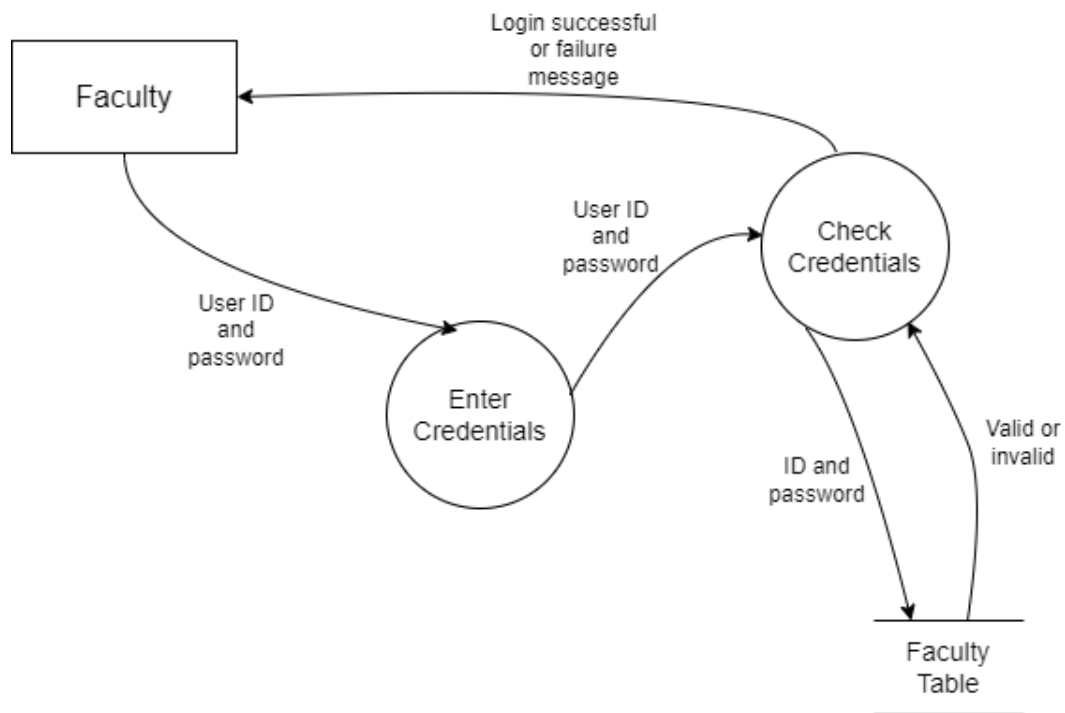 Login successful
or failure
message
Faculty
User ID
and
password
Check
Credentials
User ID
and
password
Enter
Credentials
Valid or
invalid
ID and
password
Faculty
Table